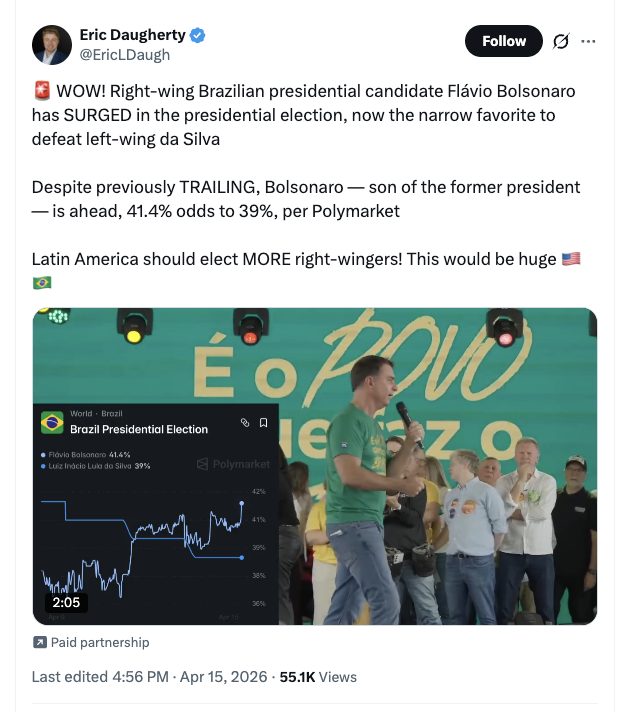 Eric Daugherty
@EricLDaugh
Follow
🚨 WOW! Right-wing Brazilian presidential candidate Flávio Bolsonaro
has SURGED in the presidential election, now the narrow favorite to
defeat left-wing da Silva
Despite previously TRAILING, Bolsonaro — son of the former president
— is ahead, 41.4% odds to 39%, per Polymarket
Latin America should elect MORE right-wingers! This would be huge 🇺🇸
🇧🇷
É o POVO
World · Brazil
Brazil Presidential Election
Flávio Bolsonaro 41.4%
Luiz Inácio Lula da Silva 39%
Polymarket
42%
41%
39%
38%
36%
2:05
Paid partnership
Last edited 4:56 PM · Apr 15, 2026 · 55.1K Views